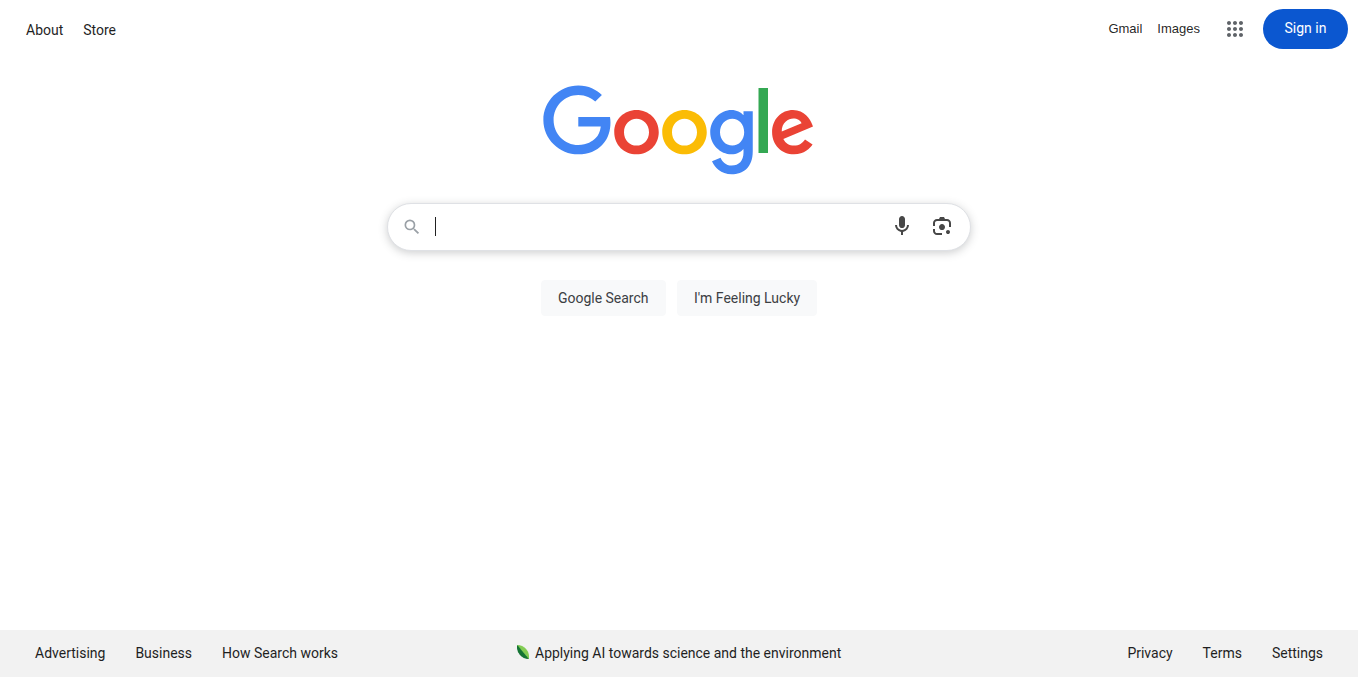 About Store Gmail Images Sign in
Google
Google Search I'm Feeling Lucky
Advertising Business How Search works Applying AI towards science and the environment Privacy Terms Settings